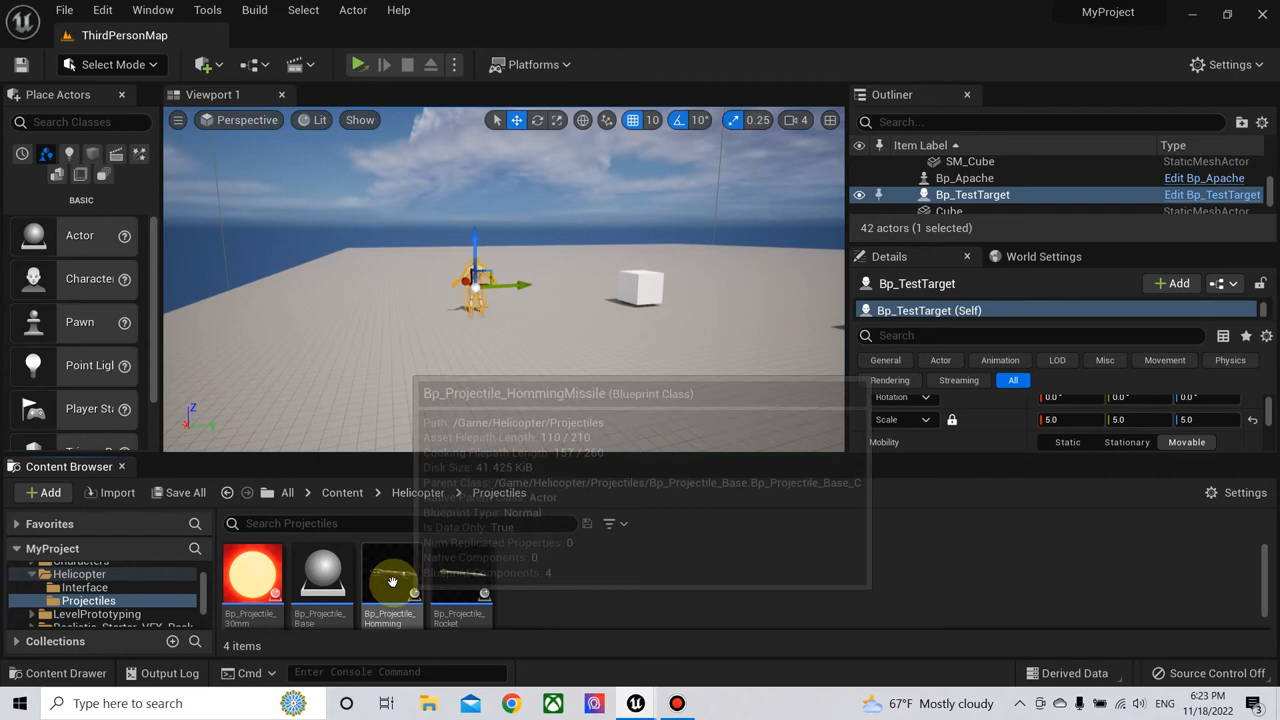 File Edit Window Tools Build Select Actor Help
MyProject
ThirdPersonMap
Select Mode Platforms Settings
Place Actors
Search Classes
BASIC
Actor
Characte
Pawn
Point Ligl
Player Sta
Viewport 1
Perspective Lit Show 10 10° 0.25 4
Outliner
Search...
Item Label Type
SM_Cube StaticMeshActor
Bp_Apache Edit Bp_Apache
Bp_TestTarget Edit Bp_TestTarget
Cube StaticMeshActor
42 actors (1 selected)
Details World Settings
Bp_TestTarget + Add
Bp_TestTarget (Self)
Search
General Actor Animation LOD Misc Movement Physics
Rendering Streaming All
Rotation 0.0° 0.0° 0.0°
Scale 5.0 5.0 5.0
Mobility Static Stationary Movable
Z
Y
Bp_Projectile_HommingMissile (Blueprint Class)
Path: /Game/Helicopter/Projectiles
Asset Filepath Length: 110 / 210
Cooking Filepath Length: 157 / 260
Disk Size: 41.425 KiB
Parent Class: /Game/Helicopter/Projectiles/Bp_Projectile_Base.Bp_Projectile_Base_C
Native Parent Class: Actor
Blueprint Type: Normal
Is Data Only: True
Num Replicated Properties: 0
Native Components: 0
Blueprint Components: 4
Content Browser
Add Import Save All All Content Helicopter Projectiles Settings
Favorites
Search Projectiles
MyProject
Characters
Helicopter
Interface
Projectiles
LevelPrototyping
Realistic_Starter_VFX_Pack
Collections
Bp_Projectile_
30mm
Bp_Projectile_
Base
Bp_Projectile_
Homming
Bp_Projectile_
Rocket
4 items
Content Drawer Output Log Cmd Enter Console Command Derived Data Source Control Off
Type here to search
67°F Mostly cloudy
6:23 PM
11/18/2022
3